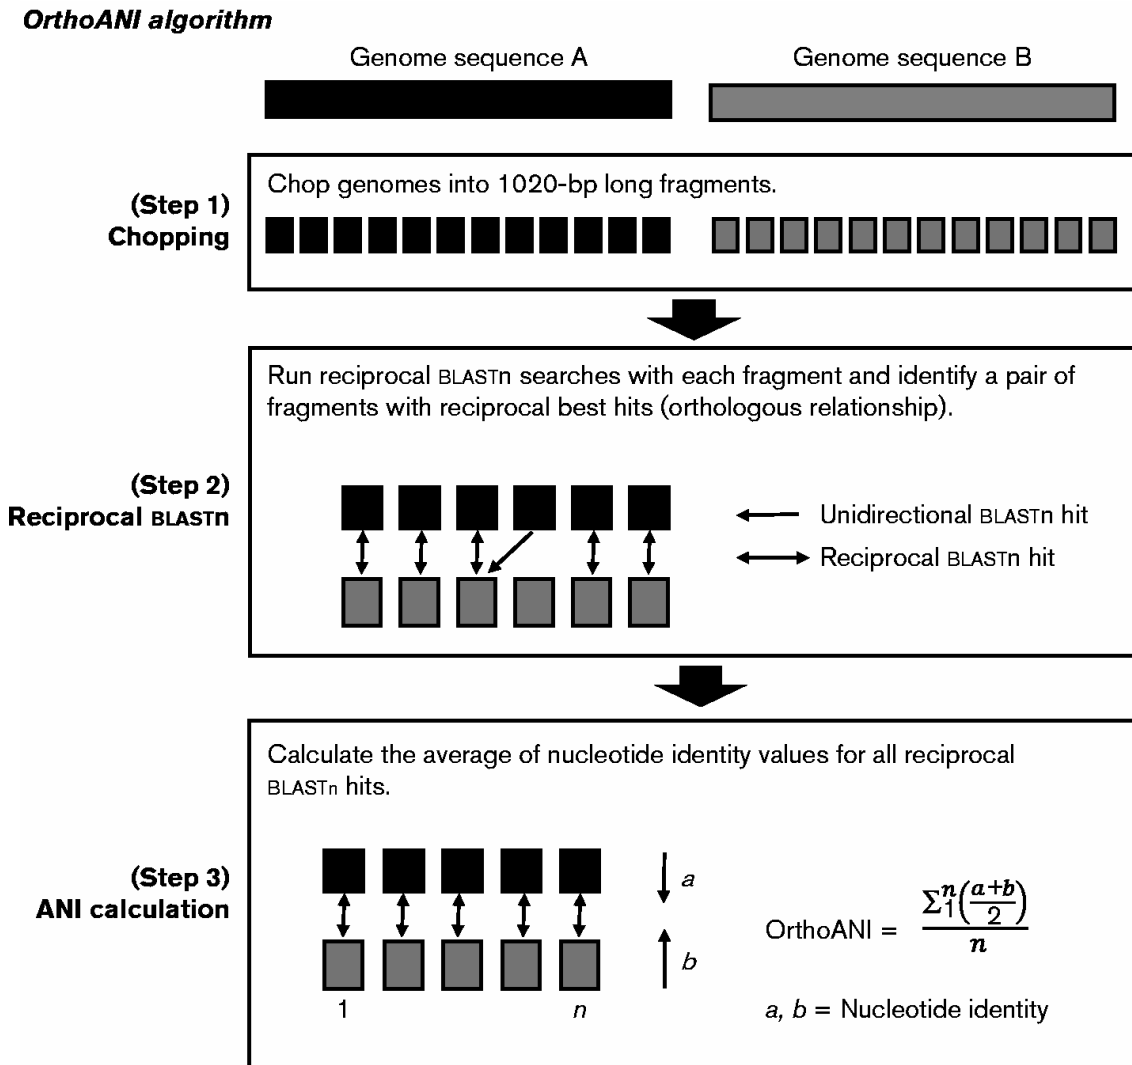 OrthoANI algorithm
Genome sequence A
Genome sequence B
(Step 1)
Chopping
Chop genomes into 1020-bp long fragments.
(Step 2)
Reciprocal BLASTn
Run reciprocal BLASTn searches with each fragment and identify a pair of
fragments with reciprocal best hits (orthologous relationship).
Unidirectional BLASTn hit
Reciprocal BLASTn hit
(Step 3)
ANI calculation
Calculate the average of nucleotide identity values for all reciprocal
BLASTn hits.
a
b
1
n
OrthoANI = Σ₁ⁿ((a+b)/2) / n
a, b = Nucleotide identity